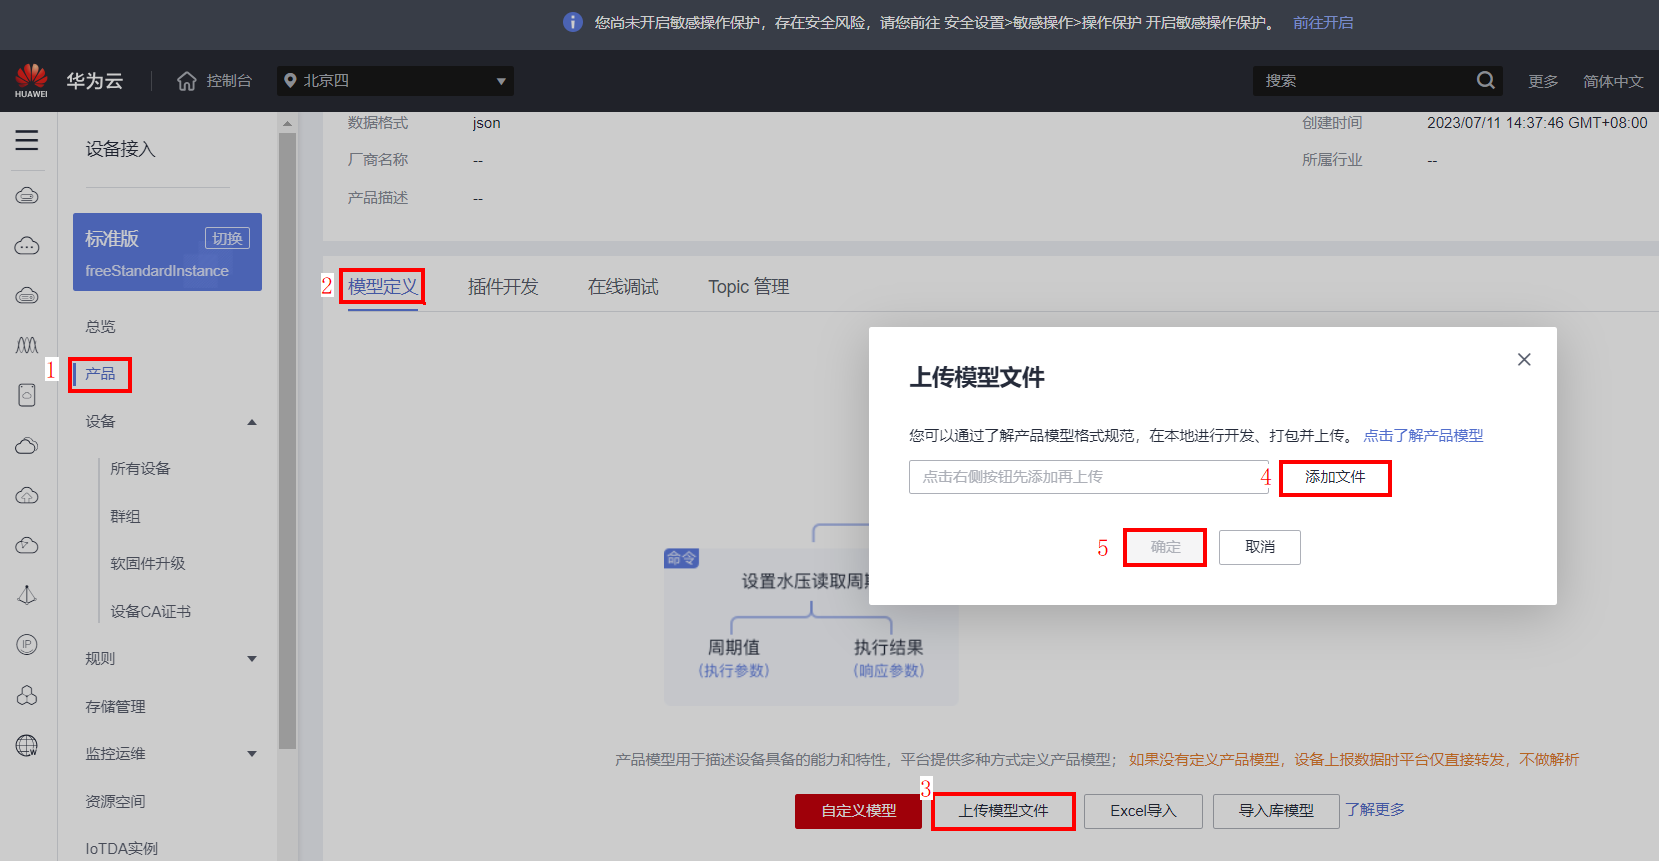 您尚未开启敏感操作保护，存在安全风险，请您前往 安全设置>敏感操作>操作保护 开启敏感操作保护。 前往开启
HUAWEI 华为云 控制台 北京四 搜索 更多 简体中文
设备接入
标准版 切换
freeStandardInstance
总览
1 产品
设备
所有设备
群组
软固件升级
设备CA证书
规则
存储管理
监控运维
资源空间
IoTDA实例
IP
W
数据格式 json 创建时间 2023/07/11 14:37:46 GMT+08:00
厂商名称 -- 所属行业 --
产品描述 --
2 模型定义 插件开发 在线调试 Topic 管理
上传模型文件
您可以通过了解产品模型格式规范，在本地进行开发、打包并上传。 点击了解产品模型
点击右侧按钮先添加再上传 4 添加文件
5 确定 取消
命令
设置水压读取周
周期值 执行结果
(执行参数) (响应参数)
产品模型用于描述设备具备的能力和特性，平台提供多种方式定义产品模型；如果没有定义产品模型，设备上报数据时平台仅直接转发，不做解析
自定义模型 3 上传模型文件 Excel导入 导入库模型 了解更多